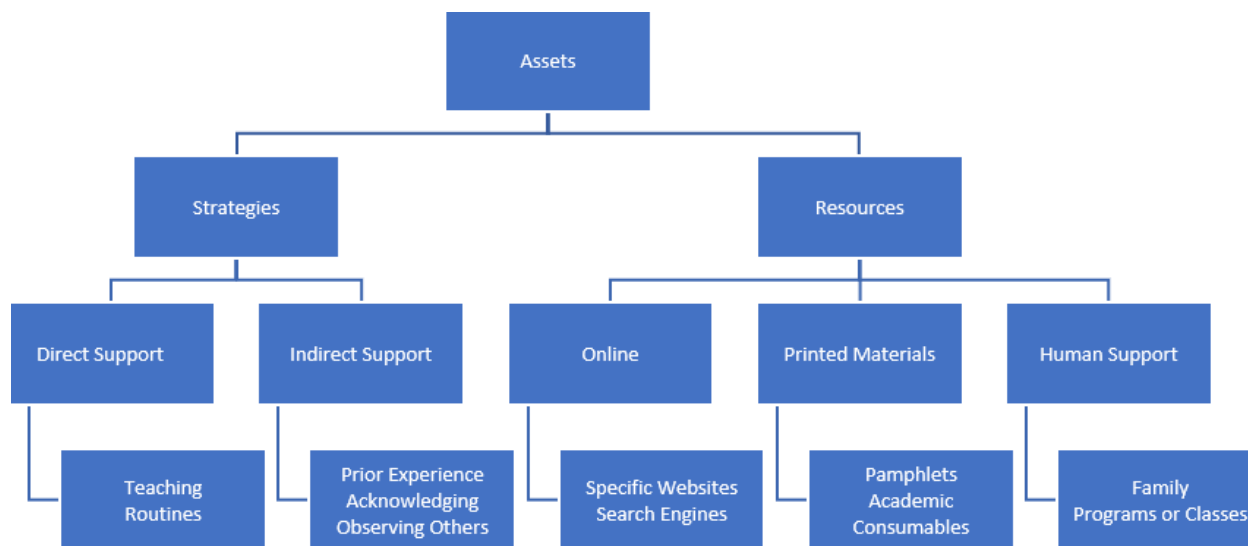 Assets
Strategies
Resources
Direct Support
Indirect Support
Online
Printed Materials
Human Support
Teaching
Routines
Prior Experience
Acknowledging
Observing Others
Specific Websites
Search Engines
Pamphlets
Academic
Consumables
Family
Programs or Classes